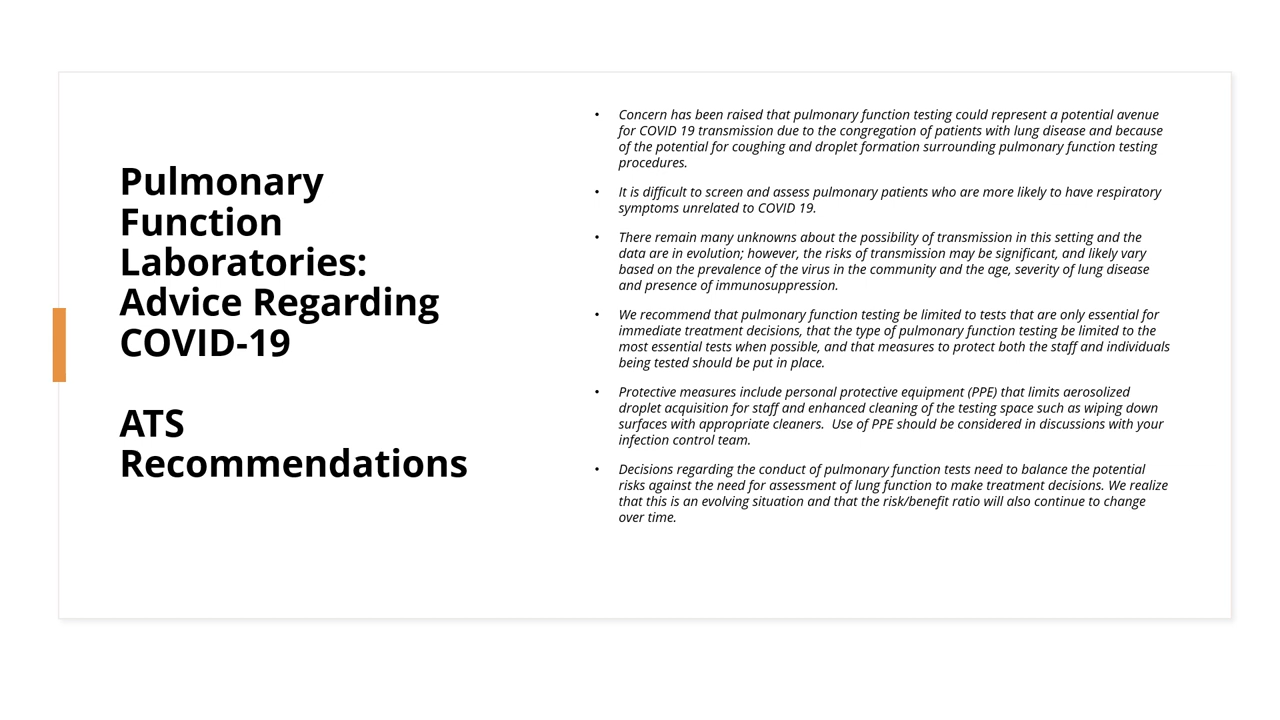 Pulmonary
Function
Laboratories:
Advice Regarding
COVID-19
ATS
Recommendations
• Concern has been raised that pulmonary function testing could represent a potential avenue
for COVID 19 transmission due to the congregation of patients with lung disease and because
of the potential for coughing and droplet formation surrounding pulmonary function testing
procedures.
• It is difficult to screen and assess pulmonary patients who are more likely to have respiratory
symptoms unrelated to COVID 19.
• There remain many unknowns about the possibility of transmission in this setting and the
data are in evolution; however, the risks of transmission may be significant, and likely vary
based on the prevalence of the virus in the community and the age, severity of lung disease
and presence of immunosuppression.
• We recommend that pulmonary function testing be limited to tests that are only essential for
immediate treatment decisions, that the type of pulmonary function testing be limited to the
most essential tests when possible, and that measures to protect both the staff and individuals
being tested should be put in place.
• Protective measures include personal protective equipment (PPE) that limits aerosolized
droplet acquisition for staff and enhanced cleaning of the testing space such as wiping down
surfaces with appropriate cleaners.  Use of PPE should be considered in discussions with your
infection control team.
• Decisions regarding the conduct of pulmonary function tests need to balance the potential
risks against the need for assessment of lung function to make treatment decisions. We realize
that this is an evolving situation and that the risk/benefit ratio will also continue to change
over time.